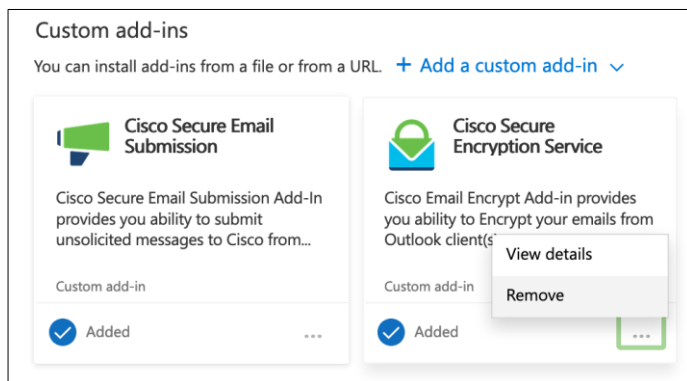 Custom add-ins
You can install add-ins from a file or from a URL. + Add a custom add-in
Cisco Secure Email
Submission
Cisco Secure Email Submission Add-In
provides you ability to submit
unsolicited messages to Cisco from...
Custom add-in
Added
...
Cisco Secure
Encryption Service
Cisco Email Encrypt Add-in provides
you ability to Encrypt your emails from
Outlook client(s
View details
Remove
Custom add-in
Added
...